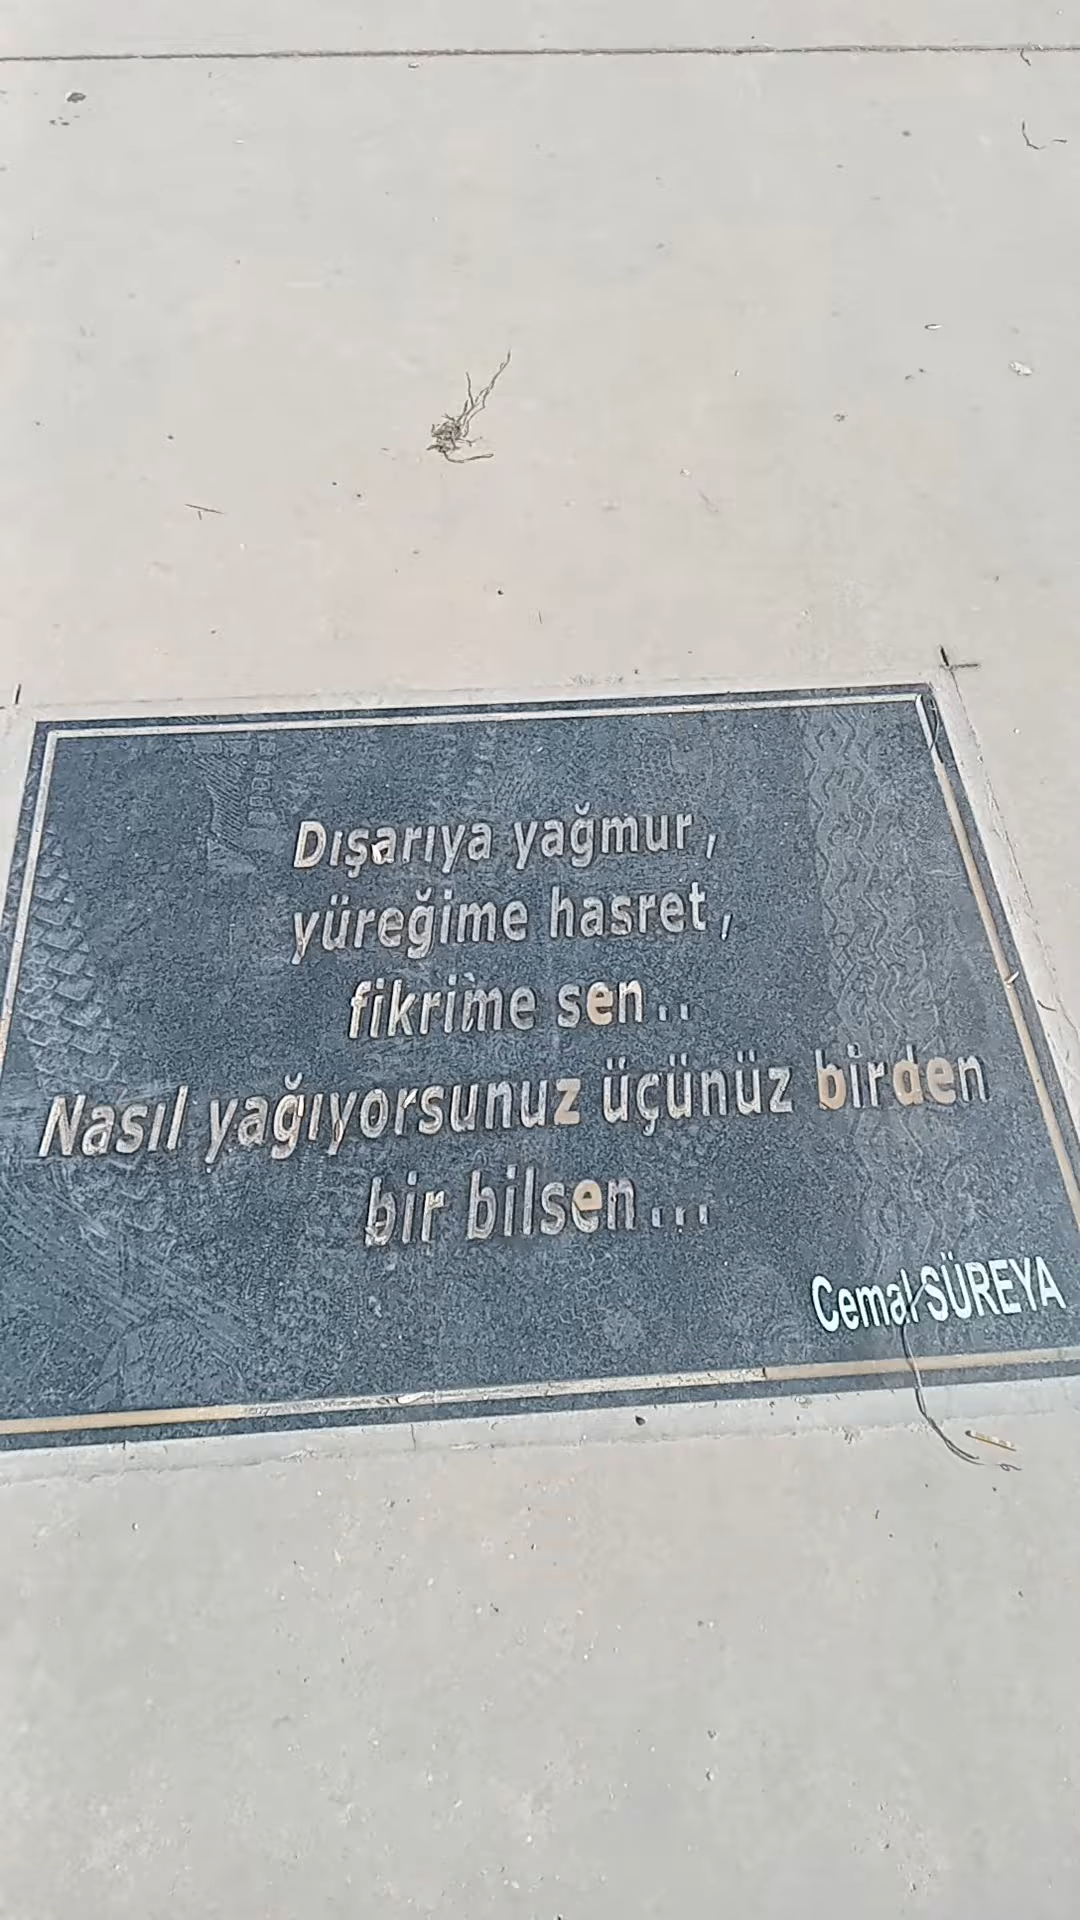 Dışarıya yağmur,
yüreğime hasret,
fikrime sen..
Nasıl yağıyorsunuz üçünüz birden
bir bilsen...
Cemal SÜREYA